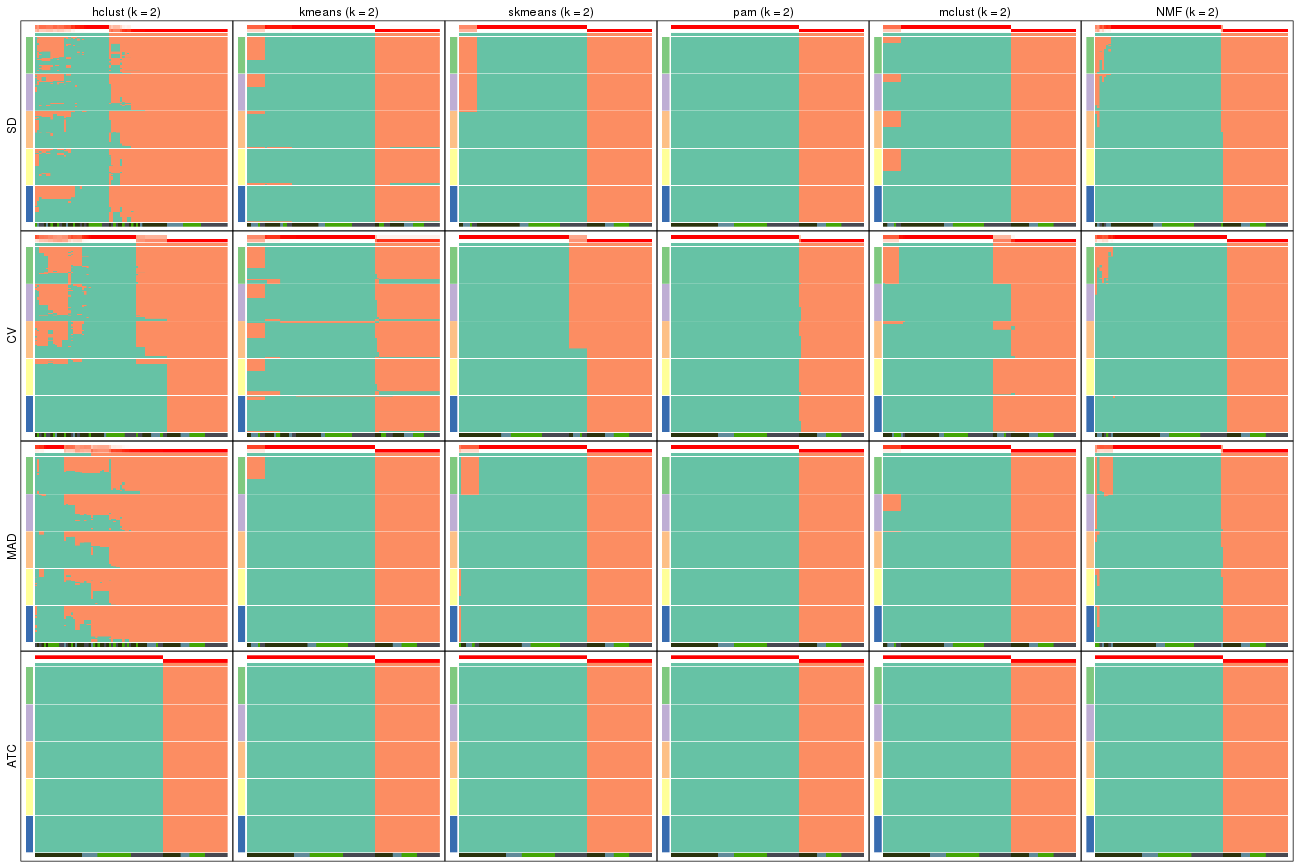 hclust (k = 2)
kmeans (k = 2)
skmeans (k = 2)
pam (k = 2)
mclust (k = 2)
NMF (k = 2)
SD
CV
MAD
ATC